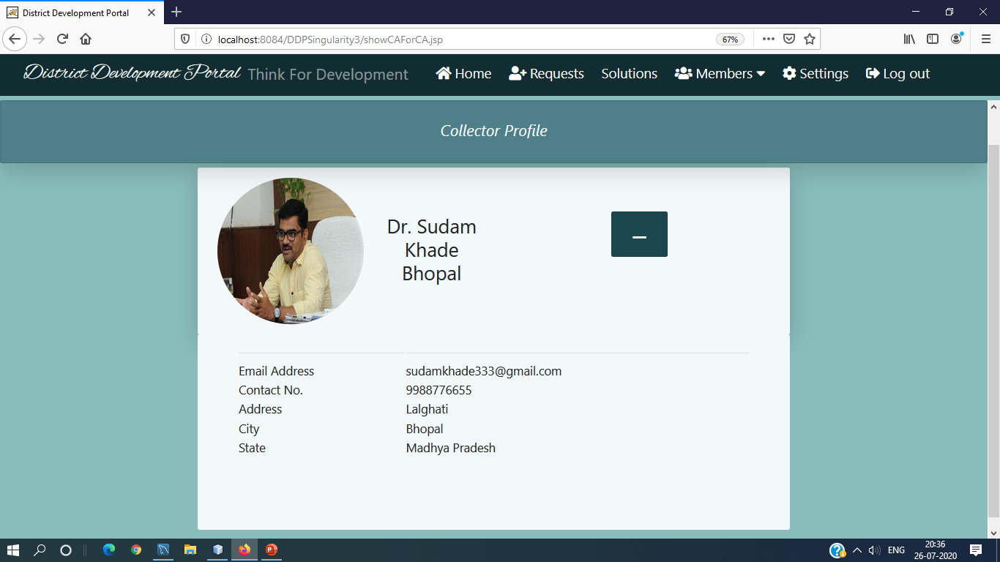 District Development Portal
localhost:8084/DDPSingularity3/showCAForCA.jsp
67%
District Development Portal Think For Development Home Requests Solutions Members Settings Log out
Collector Profile
Dr. Sudam
Khade
Bhopal
Email Address sudamkhade333@gmail.com
Contact No. 9988776655
Address Lalghati
City Bhopal
State Madhya Pradesh
ENG
20:36
26-07-2020